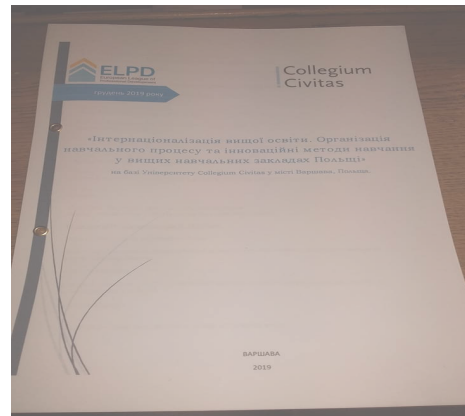 ELPD
Collegium
Civitas
грудень 2019 року
«Інтернаціоналізація вищої освіти. Організація
навчального процесу та інноваційні методи навчання
у вищих навчальних закладах Польщі»
на базі Університету Collegium Civitas у місті Варшава, Польща
ВАРШАВА
2019